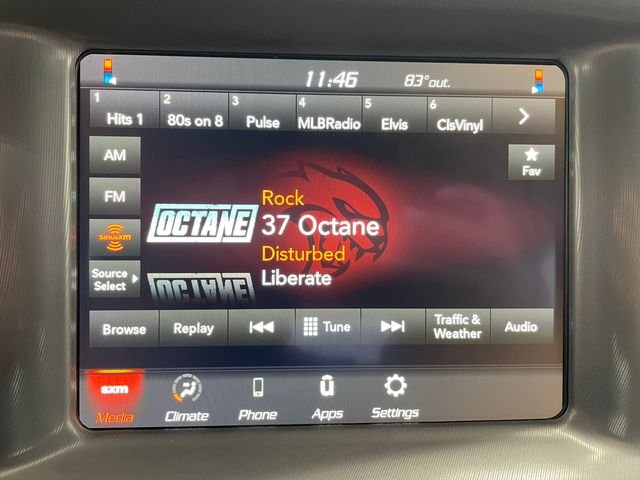 11:46 83°out.
1 2 3 4 5 6
Hits 1 80s on 8 Pulse MLBRadio Elvis ClsVinyl
AM
Fav
FM
Rock
OCTANE
37 Octane
SiriusXM
Disturbed
Source
Select
Liberate
OCTANE
Browse Replay Tune Traffic & Weather Audio
sxm
Media Climate Phone Apps Settings